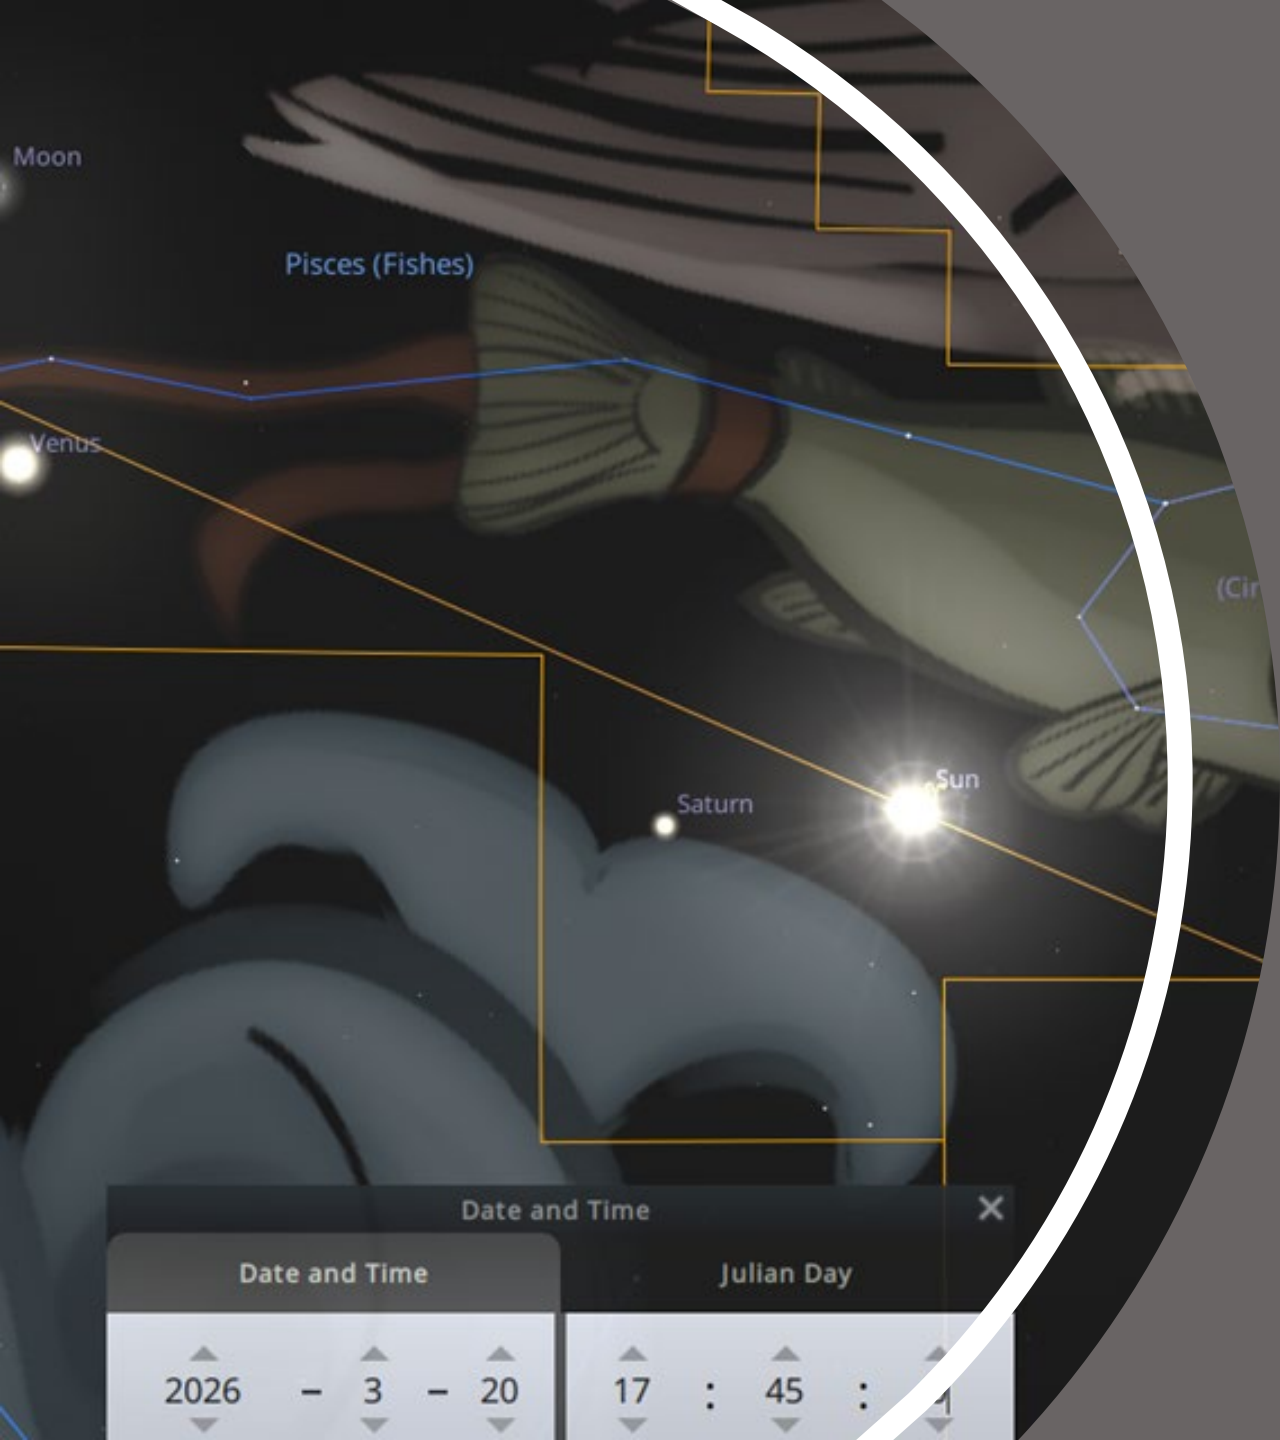 Moon
Pisces (Fishes)
Venus
Sun
Saturn
Date and Time
Date and Time
Julian Day
2026 – 3 – 20
17 : 45 :